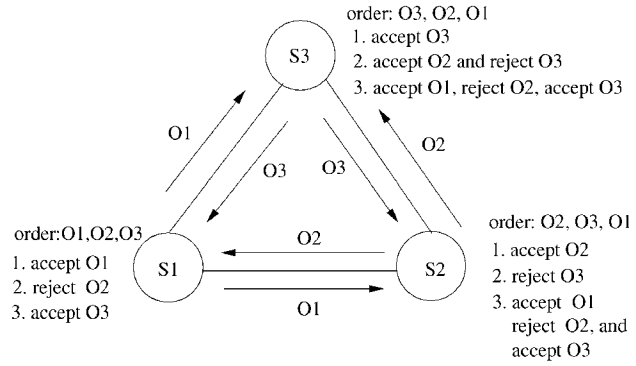 order: O3, O2, O1
1. accept O3
2. accept O2 and reject O3
3. accept O1, reject O2, accept O3
S3
O1
O2
O3
O3
order:O1,O2,O3
1. accept O1
2. reject O2
3. accept O3
S1
O2
O1
S2
order: O2, O3, O1
1. accept O2
2. reject O3
3. accept O1
reject O2, and
accept O3